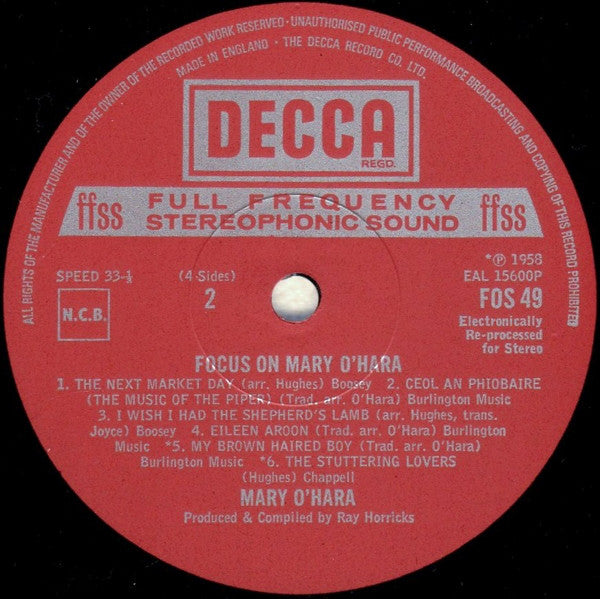 ALL RIGHTS OF THE MANUFACTURER AND OF THE OWNER OF THE RECORDED WORK RESERVED · UNAUTHORISED PUBLIC PERFORMANCE BROADCASTING AND COPYING OF THIS RECORD PROHIBITED
MADE IN ENGLAND · THE DECCA RECORD CO. LTD.
DECCA
REGD.
ffss FULL FREQUENCY ffss
STEREOPHONIC SOUND
SPEED 33-⅓ (4 Sides) *℗ 1958
EAL 15600P
N.C.B. 2 FOS 49
Electronically
Re-processed
for Stereo
FOCUS ON MARY O'HARA
1. THE NEXT MARKET DAY (arr. Hughes) Boosey 2. CEOL AN PHIOBAIRE
(THE MUSIC OF THE PIPER) (Trad. arr. O'Hara) Burlington Music
3. I WISH I HAD THE SHEPHERD'S LAMB (arr. Hughes, trans.
Joyce) Boosey 4. EILEEN AROON (Trad. arr. O'Hara) Burlington
Music *5. MY BROWN HAIRED BOY (Trad. arr. O'Hara)
Burlington Music *6. THE STUTTERING LOVERS
(Hughes) Chappell
MARY O'HARA
Produced & Compiled by Ray Horricks